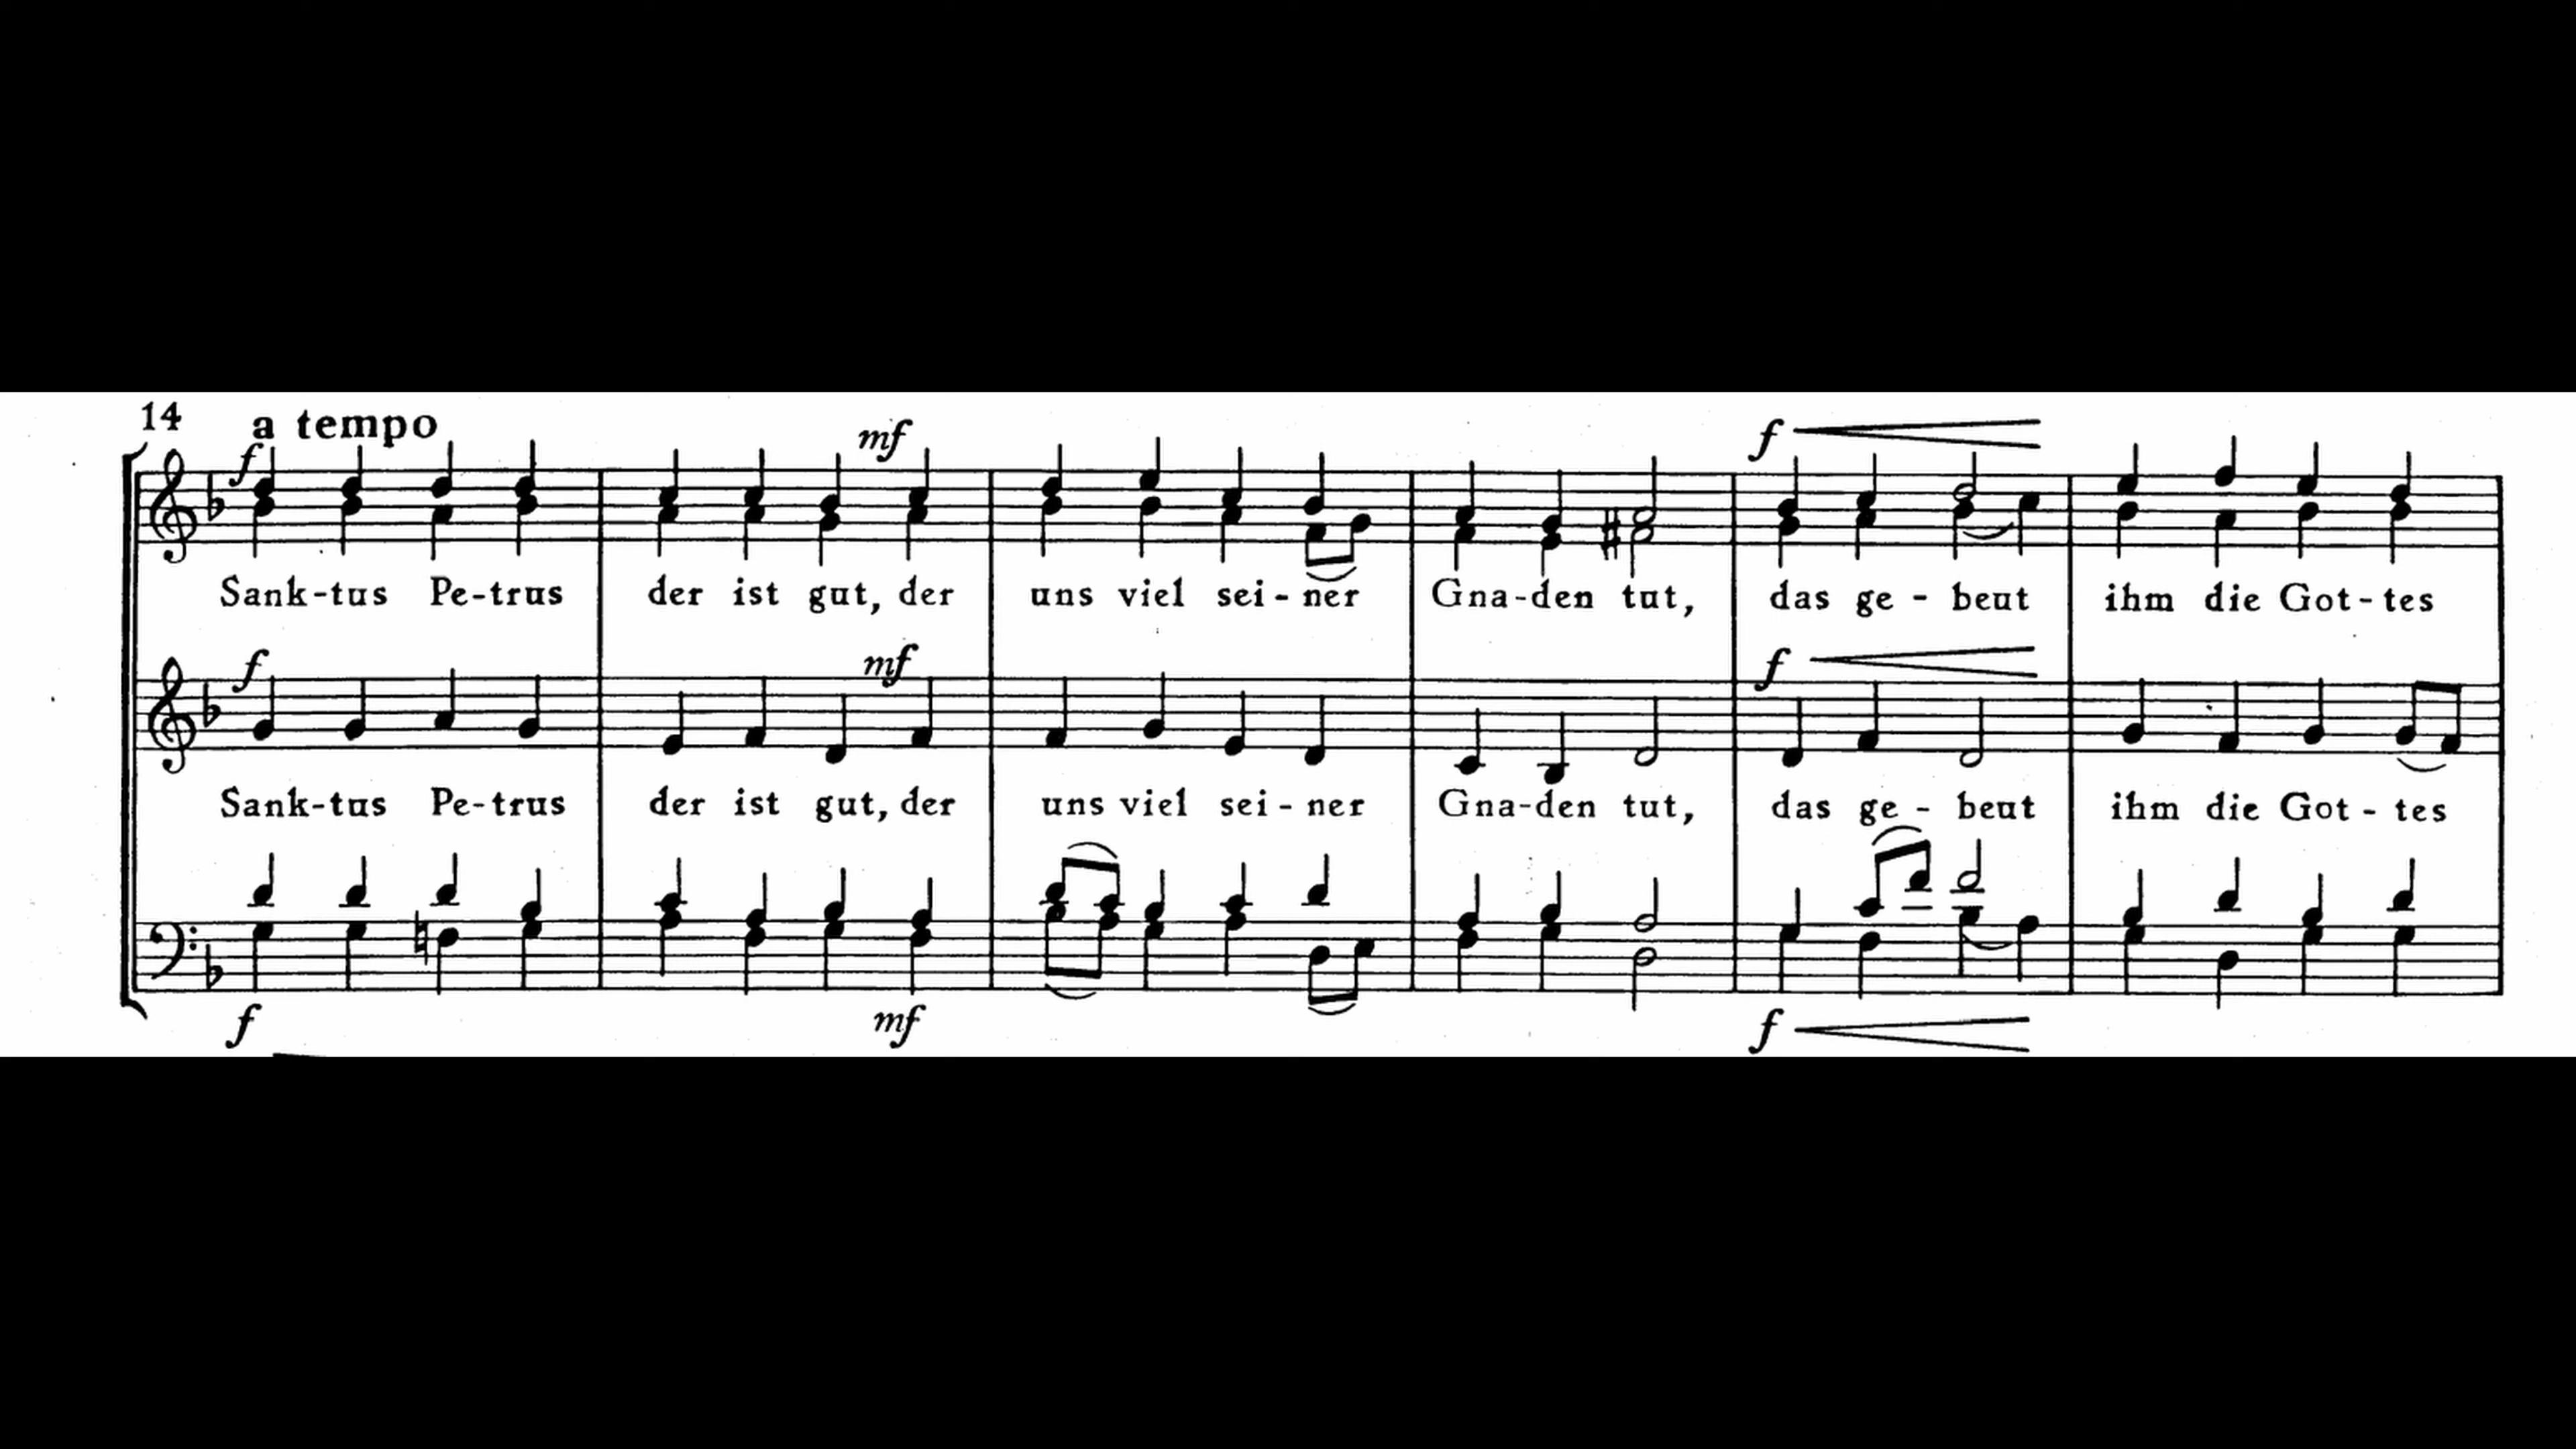 14 a tempo
f mf f
Sank-tus Pe-trus der ist gut, der uns viel sei-ner Gna-den tut, das ge-beut ihm die Got-tes
f mf f
Sank-tus Pe-trus der ist gut, der uns viel sei-ner Gna-den tut, das ge-beut ihm die Got-tes
f mf f